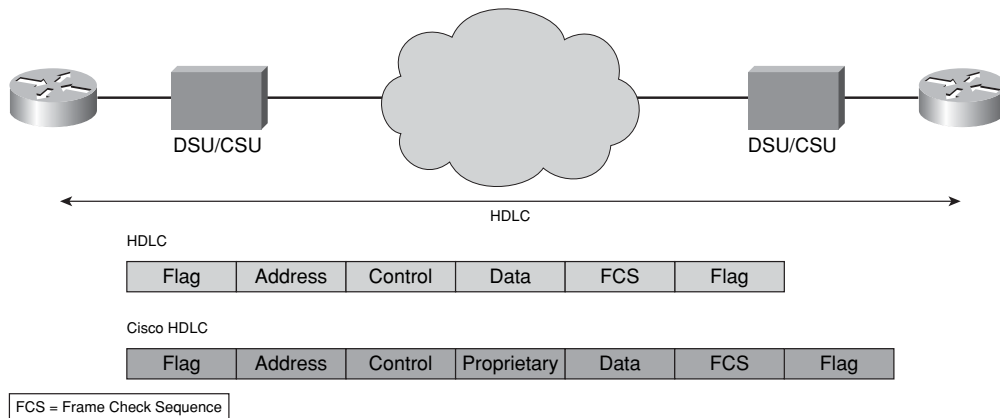 DSU/CSU DSU/CSU
HDLC
HDLC
Flag Address Control Data FCS Flag
Cisco HDLC
Flag Address Control Proprietary Data FCS Flag
FCS = Frame Check Sequence